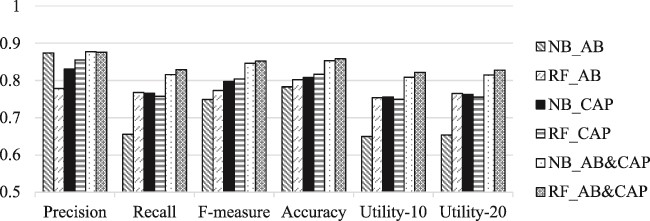 1
0.9
0.8
0.7
0.6
0.5
Precision Recall F-measure Accuracy Utility-10 Utility-20
NB_AB
RF_AB
NB_CAP
RF_CAP
NB_AB&CAP
RF_AB&CAP